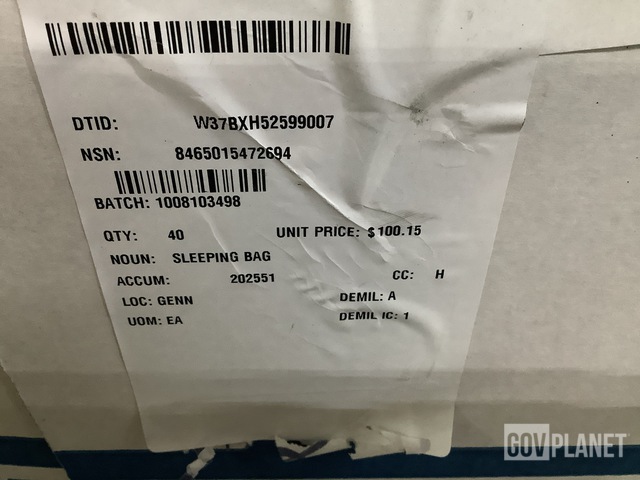 DTID: W37BXH52599007
NSN: 8465015472694
BATCH: 1008103498
QTY: 40 UNIT PRICE: $100.15
NOUN: SLEEPING BAG
ACCUM: 202551 CC: H
LOC: GENN DEMIL: A
UOM: EA DEMIL IC: 1
GOVPLANET